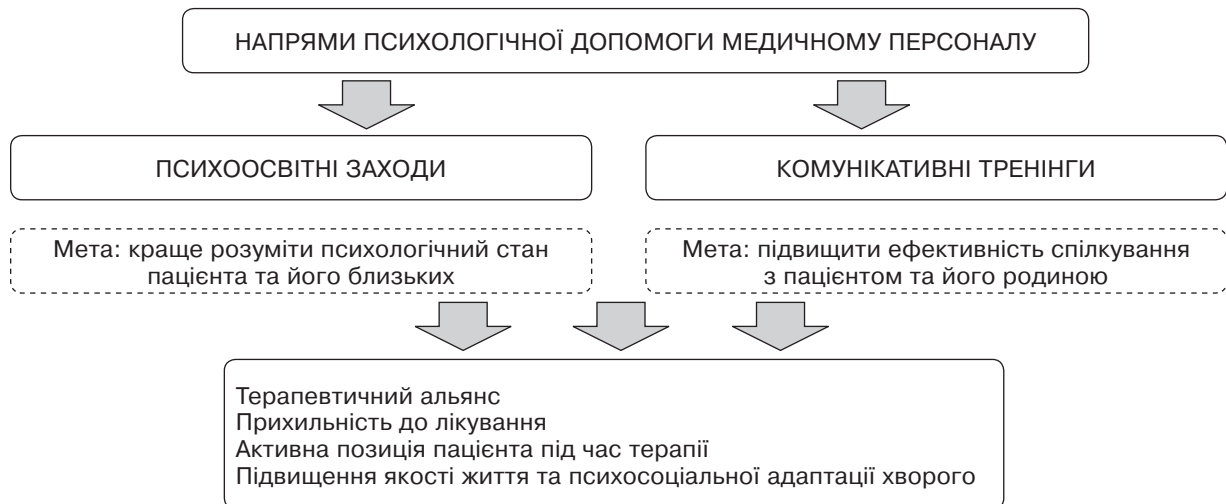 НАПРЯМИ ПСИХОЛОГІЧНОЇ ДОПОМОГИ МЕДИЧНОМУ ПЕРСОНАЛУ
ПСИХООСВІТНІ ЗАХОДИ
КОМУНІКАТИВНІ ТРЕНІНГИ
Мета: краще розуміти психологічний стан
пацієнта та його близьких
Мета: підвищити ефективність спілкування
з пацієнтом та його родиною
Терапевтичний альянс
Прихильність до лікування
Активна позиція пацієнта під час терапії
Підвищення якості життя та психосоціальної адаптації хворого